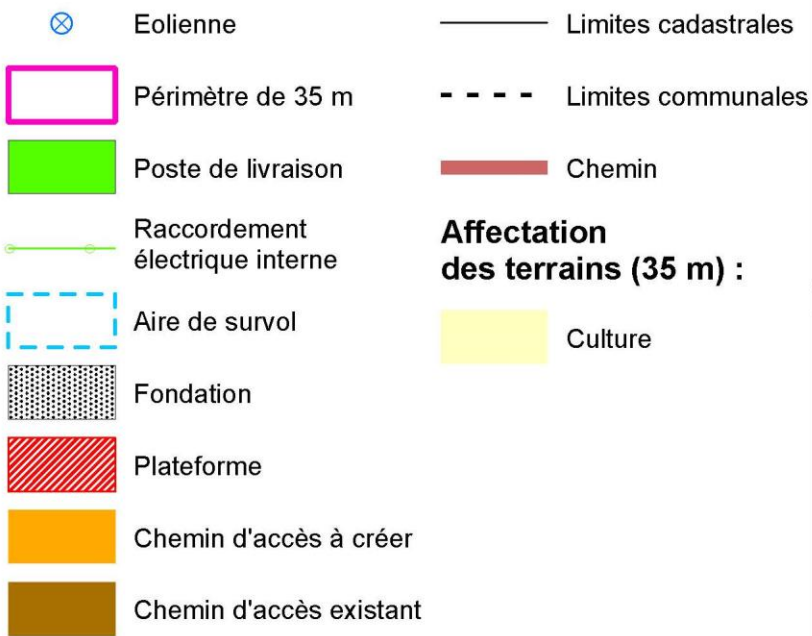 Eolienne
Périmètre de 35 m
Poste de livraison
Raccordement
électrique interne
Aire de survol
Fondation
Plateforme
Chemin d'accès à créer
Chemin d'accès existant
Limites cadastrales
Limites communales
Chemin
Affectation
des terrains (35 m) :
Culture